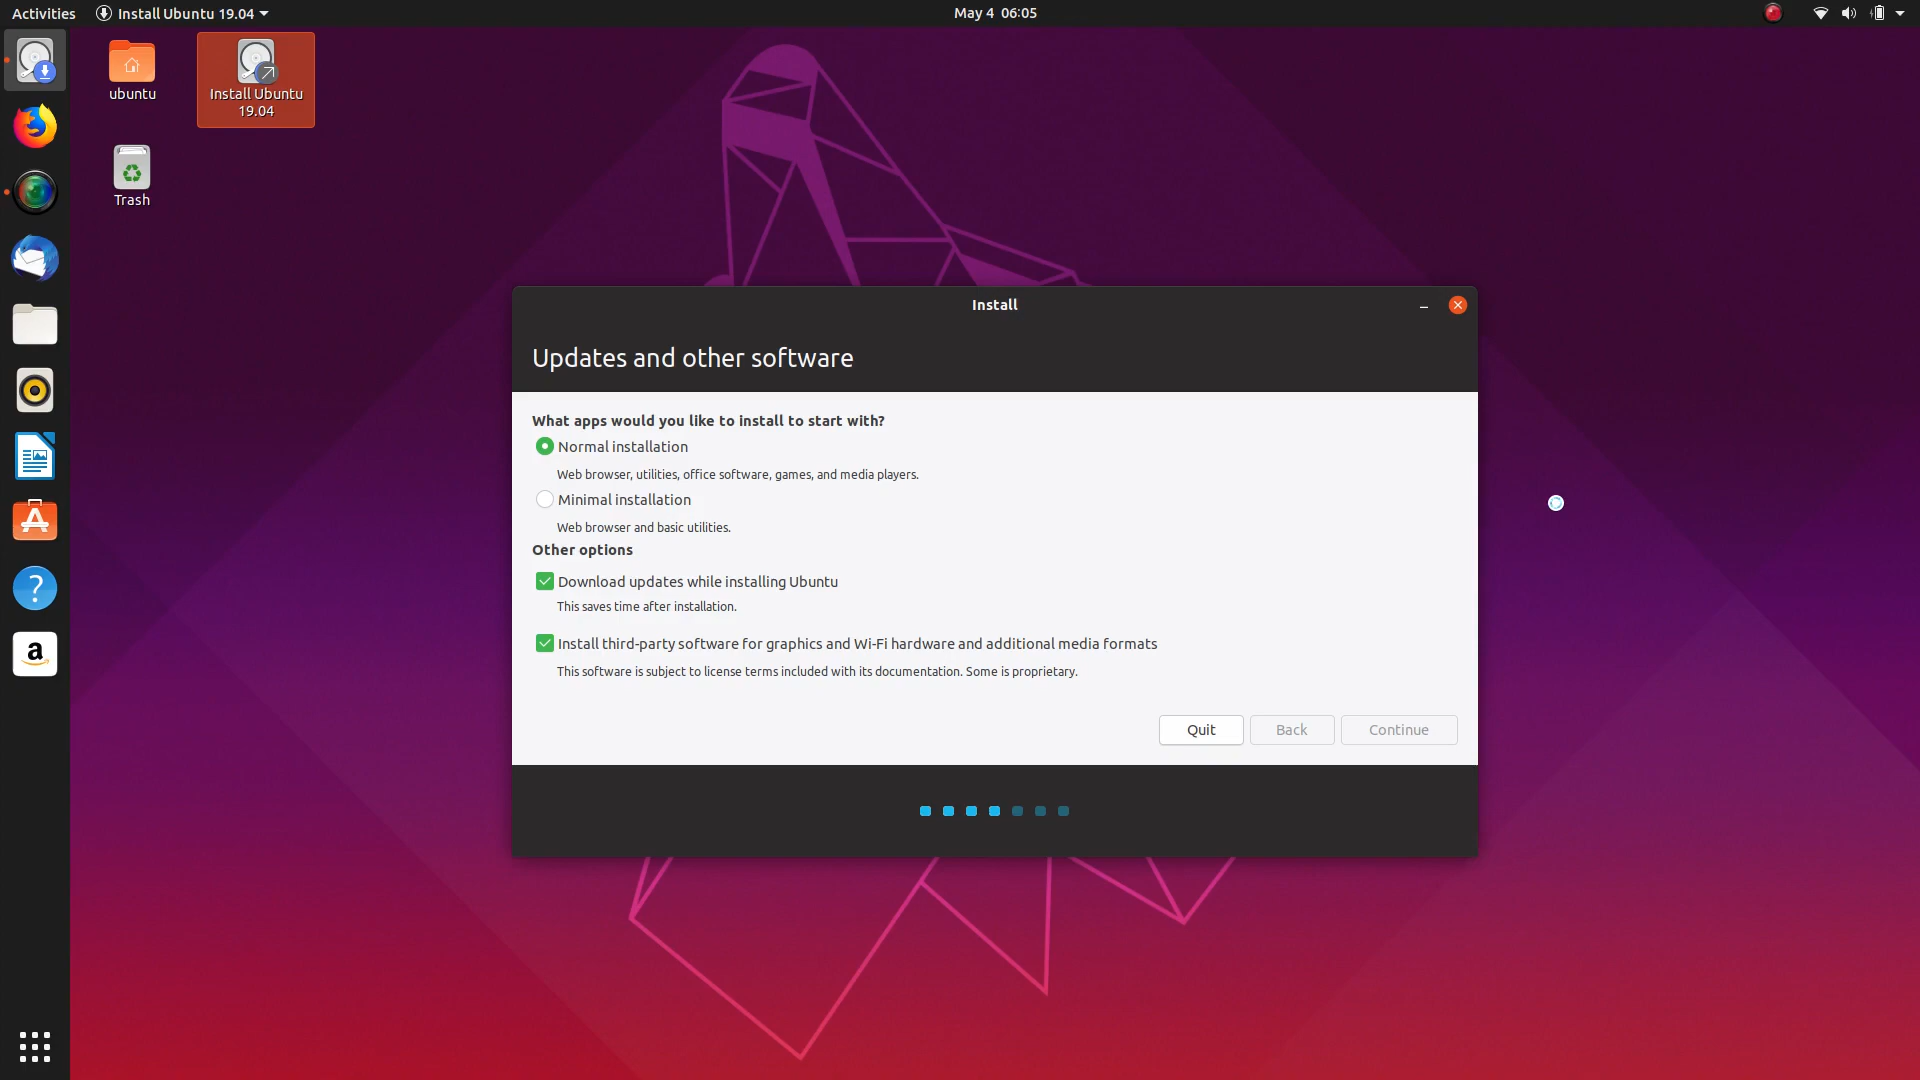 Activities
Install Ubuntu 19.04
May 4 06:05
ubuntu
Install Ubuntu
19.04
Trash
Install
Updates and other software
What apps would you like to install to start with?
Normal installation
Web browser, utilities, office software, games, and media players.
Minimal installation
Web browser and basic utilities.
Other options
Download updates while installing Ubuntu
This saves time after installation.
Install third-party software for graphics and Wi-Fi hardware and additional media formats
This software is subject to license terms included with its documentation. Some is proprietary.
Quit
Back
Continue